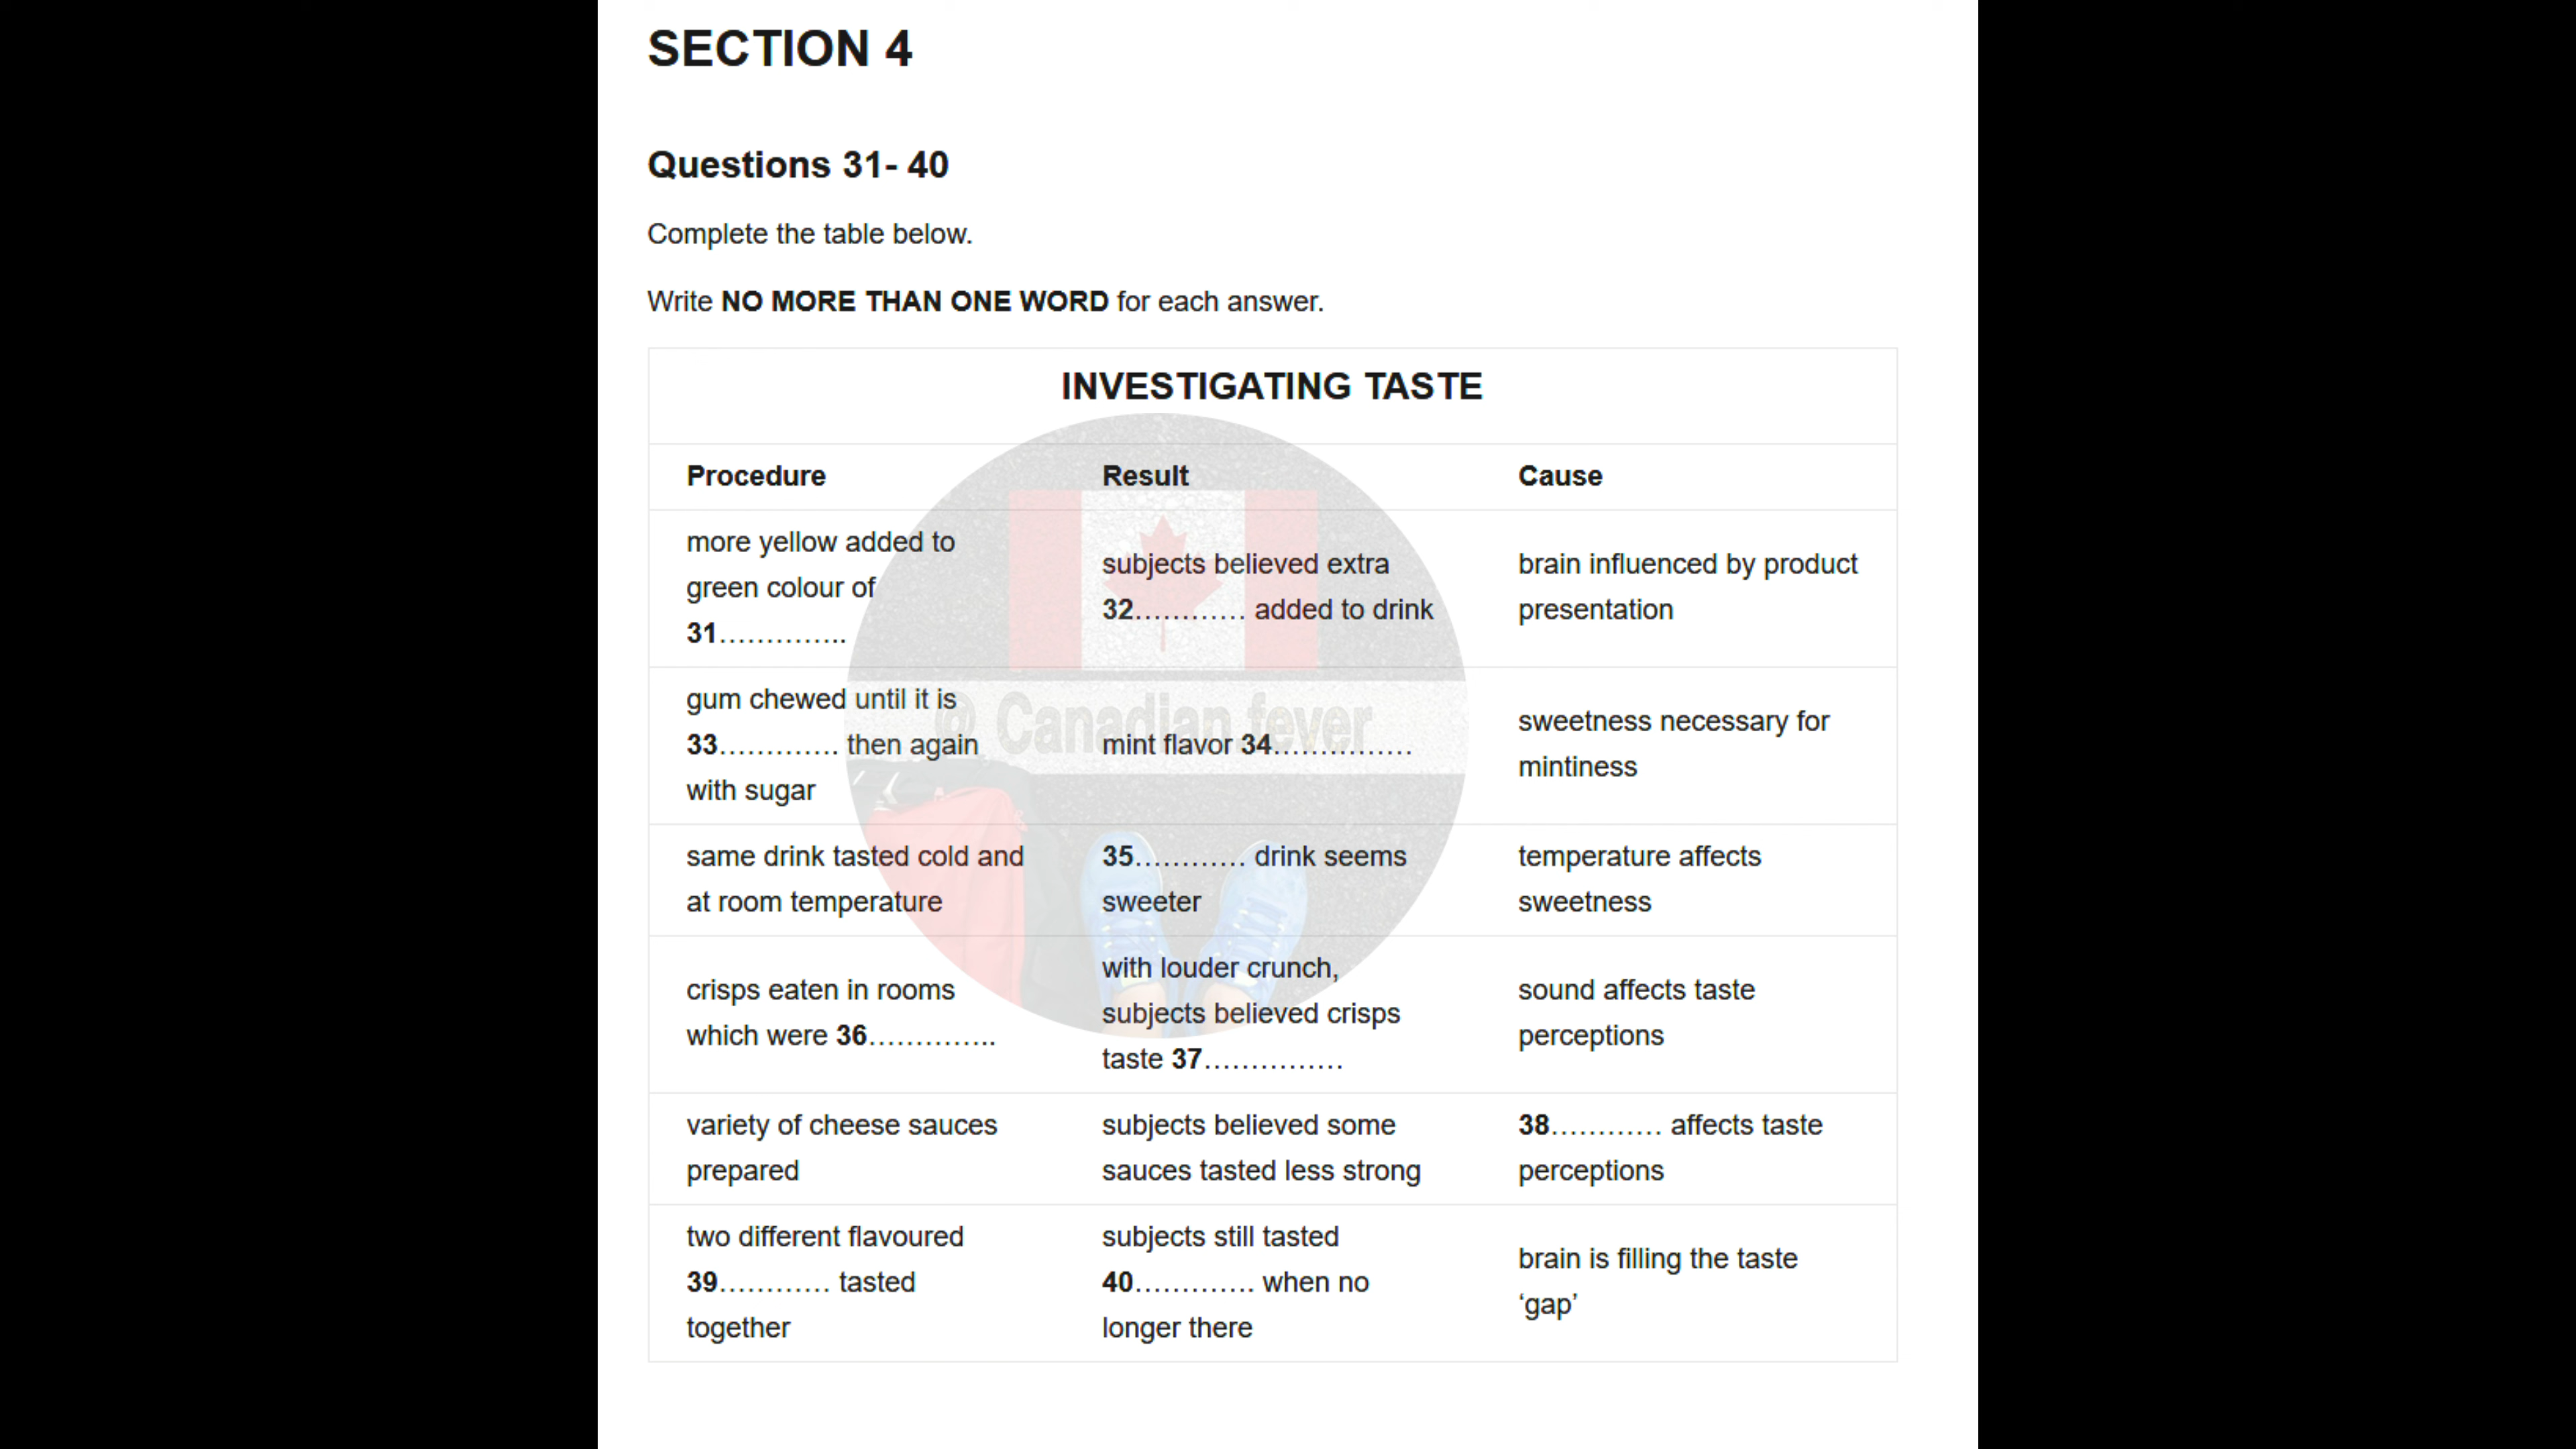 SECTION 4
Questions 31- 40
Complete the table below.
Write NO MORE THAN ONE WORD for each answer.
INVESTIGATING TASTE
Procedure
Result
Cause
more yellow added to
green colour of
31…………..
subjects believed extra
32………… added to drink
brain influenced by product
presentation
gum chewed until it is
33…………. then again
with sugar
mint flavor 34……………
sweetness necessary for
mintiness
same drink tasted cold and
at room temperature
35………… drink seems
sweeter
temperature affects
sweetness
crisps eaten in rooms
which were 36…………..
with louder crunch,
subjects believed crisps
taste 37……………
sound affects taste
perceptions
variety of cheese sauces
prepared
subjects believed some
sauces tasted less strong
38………… affects taste
perceptions
two different flavoured
39………… tasted
together
subjects still tasted
40…………. when no
longer there
brain is filling the taste
‘gap’
@ Canadian.fever